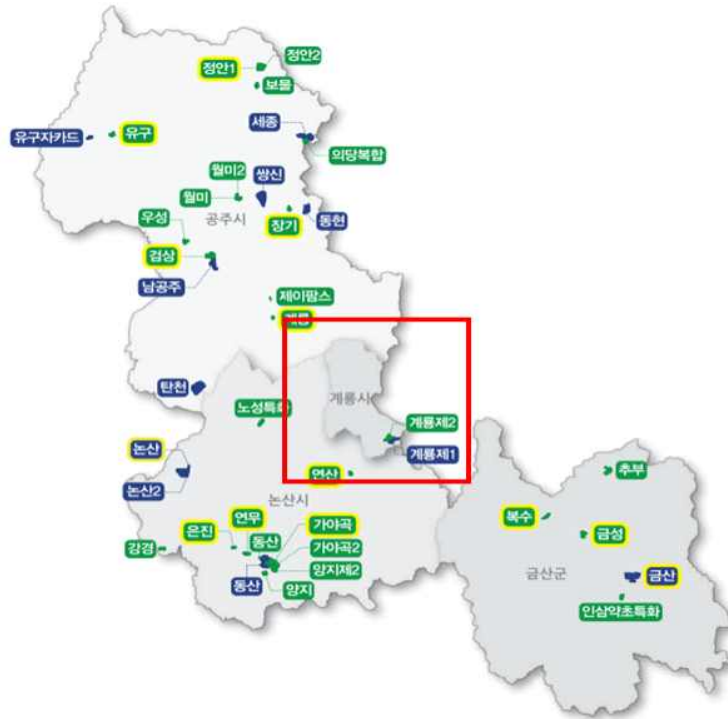 정안2
정안1
보물
세종
유구자카드
유구
의당복합
월미2
쌍신
월미
우성
공주시
장기
동현
검상
남공주
제이팜스
계룡
계룡시
탄천
노성특화
계룡제2
계룡제1
논산
연산
추부
논산2
논산시
복수
연무
가야곡
은진
동산
금성
강경
가야곡2
금산군
금산
양지제2
동산
양지
인삼약초특화